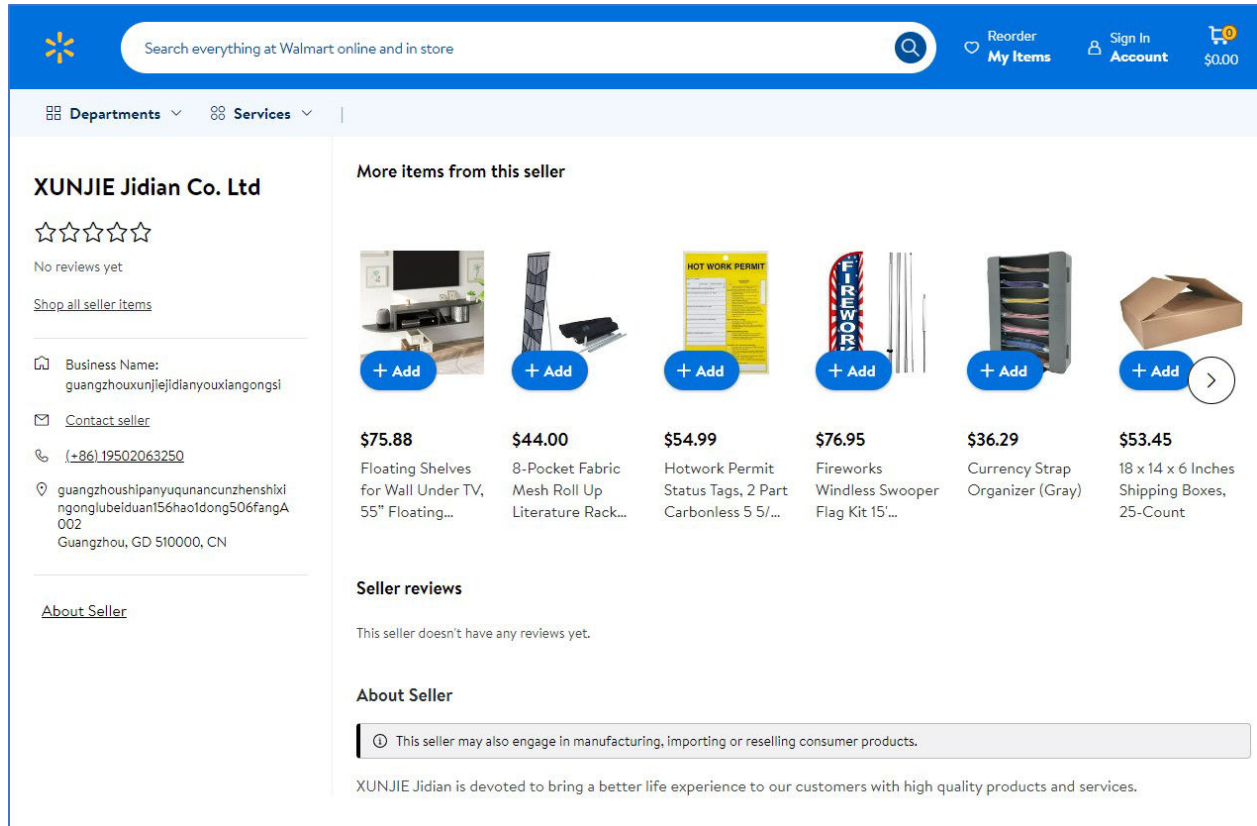 Search everything at Walmart online and in store
Reorder
My Items
Sign In
Account
0
$0.00
Departments
Services
XUNJIE Jidian Co. Ltd
No reviews yet
Shop all seller items
Business Name:
guangzhouxunjiejidianyouxiangongsi
Contact seller
(+86) 19502063250
guangzhoushipanyuqunancunzhenshixi
ngonglubeiduan156hao1dong506fangA
002
Guangzhou, GD 510000, CN
About Seller
More items from this seller
HOT WORK PERMIT
FIREWORK
+ Add
+ Add
+ Add
+ Add
+ Add
+ Add
$75.88
Floating Shelves
for Wall Under TV,
55” Floating...
$44.00
8-Pocket Fabric
Mesh Roll Up
Literature Rack...
$54.99
Hotwork Permit
Status Tags, 2 Part
Carbonless 5 5/...
$76.95
Fireworks
Windless Swooper
Flag Kit 15'...
$36.29
Currency Strap
Organizer (Gray)
$53.45
18 x 14 x 6 Inches
Shipping Boxes,
25-Count
Seller reviews
This seller doesn't have any reviews yet.
About Seller
This seller may also engage in manufacturing, importing or reselling consumer products.
XUNJIE Jidian is devoted to bring a better life experience to our customers with high quality products and services.